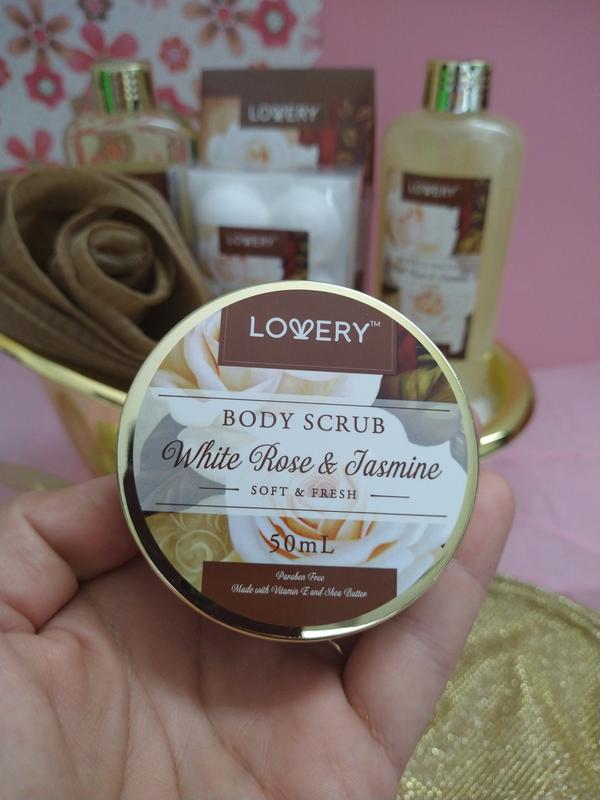 LOVERY
LOVERY
LOVERY
LOVERY™
BODY SCRUB
White Rose & Jasmine
SOFT & FRESH
50mL
Paraben Free
Made with Vitamin E and Shea Butter